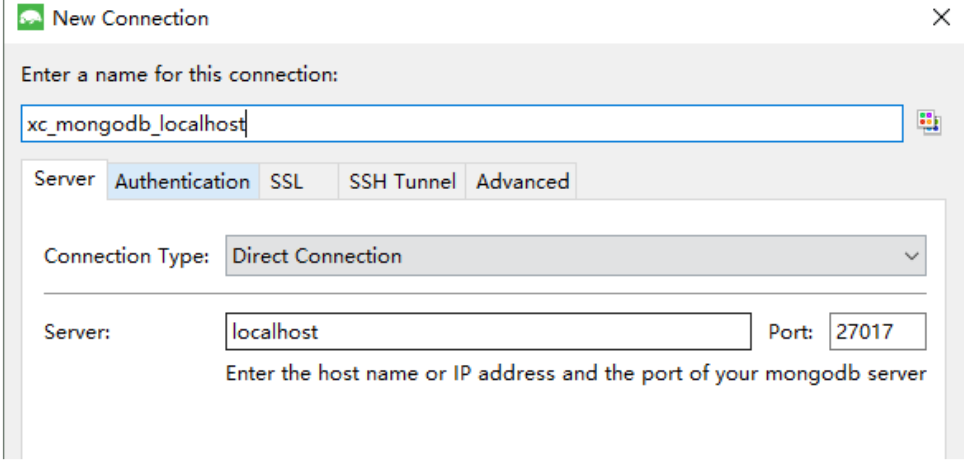 New Connection
Enter a name for this connection:
xc_mongodb_localhost
Server Authentication SSL SSH Tunnel Advanced
Connection Type: Direct Connection
Server: localhost Port: 27017
Enter the host name or IP address and the port of your mongodb server